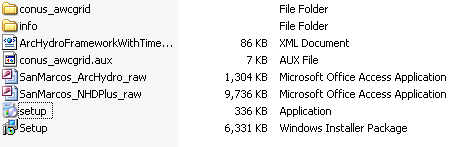 conus_awcgrid File Folder
info File Folder
ArcHydroFrameworkWithTime... 86 KB XML Document
conus_awcgrid.aux 7 KB AUX File
SanMarcos_ArcHydro_raw 1,304 KB Microsoft Office Access Application
SanMarcos_NHDPlus_raw 9,736 KB Microsoft Office Access Application
setup 336 KB Application
Setup 6,331 KB Windows Installer Package